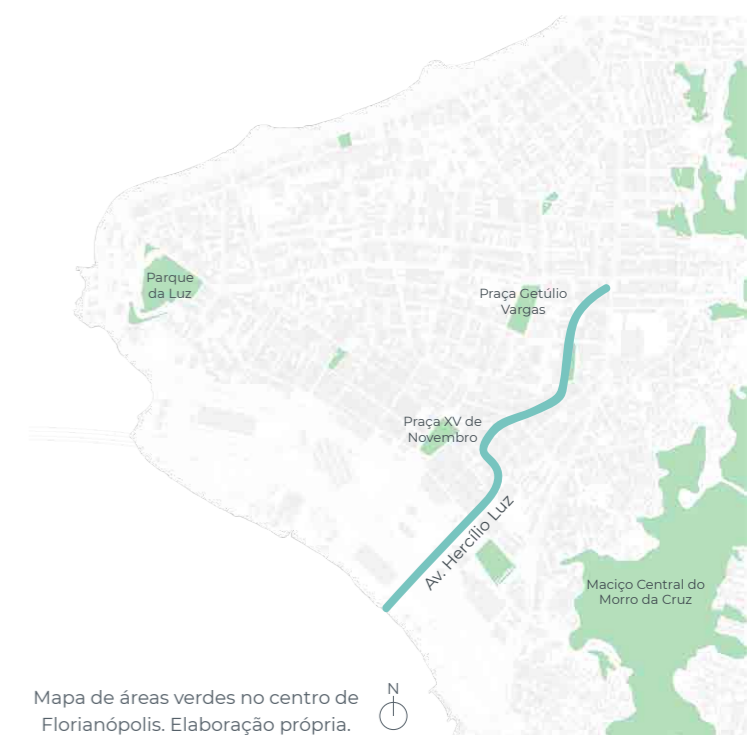 Parque
da Luz
Praça Getúlio
Vargas
Praça XV de
Novembro
Av. Hercílio Luz
Maciço Central do
Morro da Cruz
Mapa de áreas verdes no centro de
Florianópolis. Elaboração própria.
N